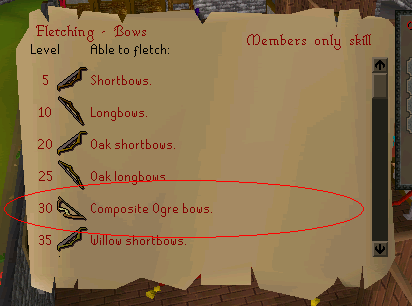 Fletching - Bows
Members only skill
Level Able to fletch:
5 Shortbows.
10 Longbows.
20 Oak shortbows.
25 Oak longbows.
30 Composite Ogre bows.
35 Willow shortbows.